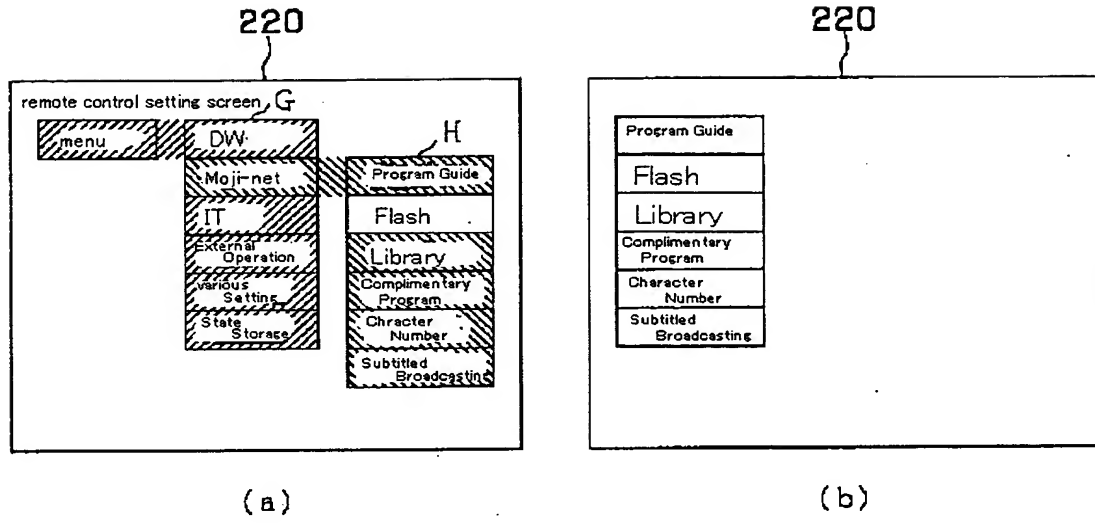 220
220
remote control setting screen
G
menu
DW
H
Moji-net
Program Guide
IT
Flash
External
Operation
Library
various
Setting
Complimentary
Program
State
Storage
Chracter
Number
Subtitled
Broadcasting
Program Guide
Flash
Library
Complimentary
Program
Character
Number
Subtitled
Broadcasting
(a)
(b)